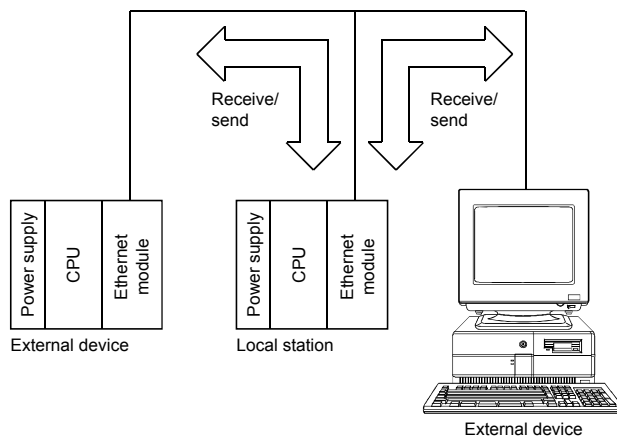 Receive/
send
Receive/
send
Power supply
CPU
Ethernet
module
Power supply
CPU
Ethernet
module
External device
Local station
External device